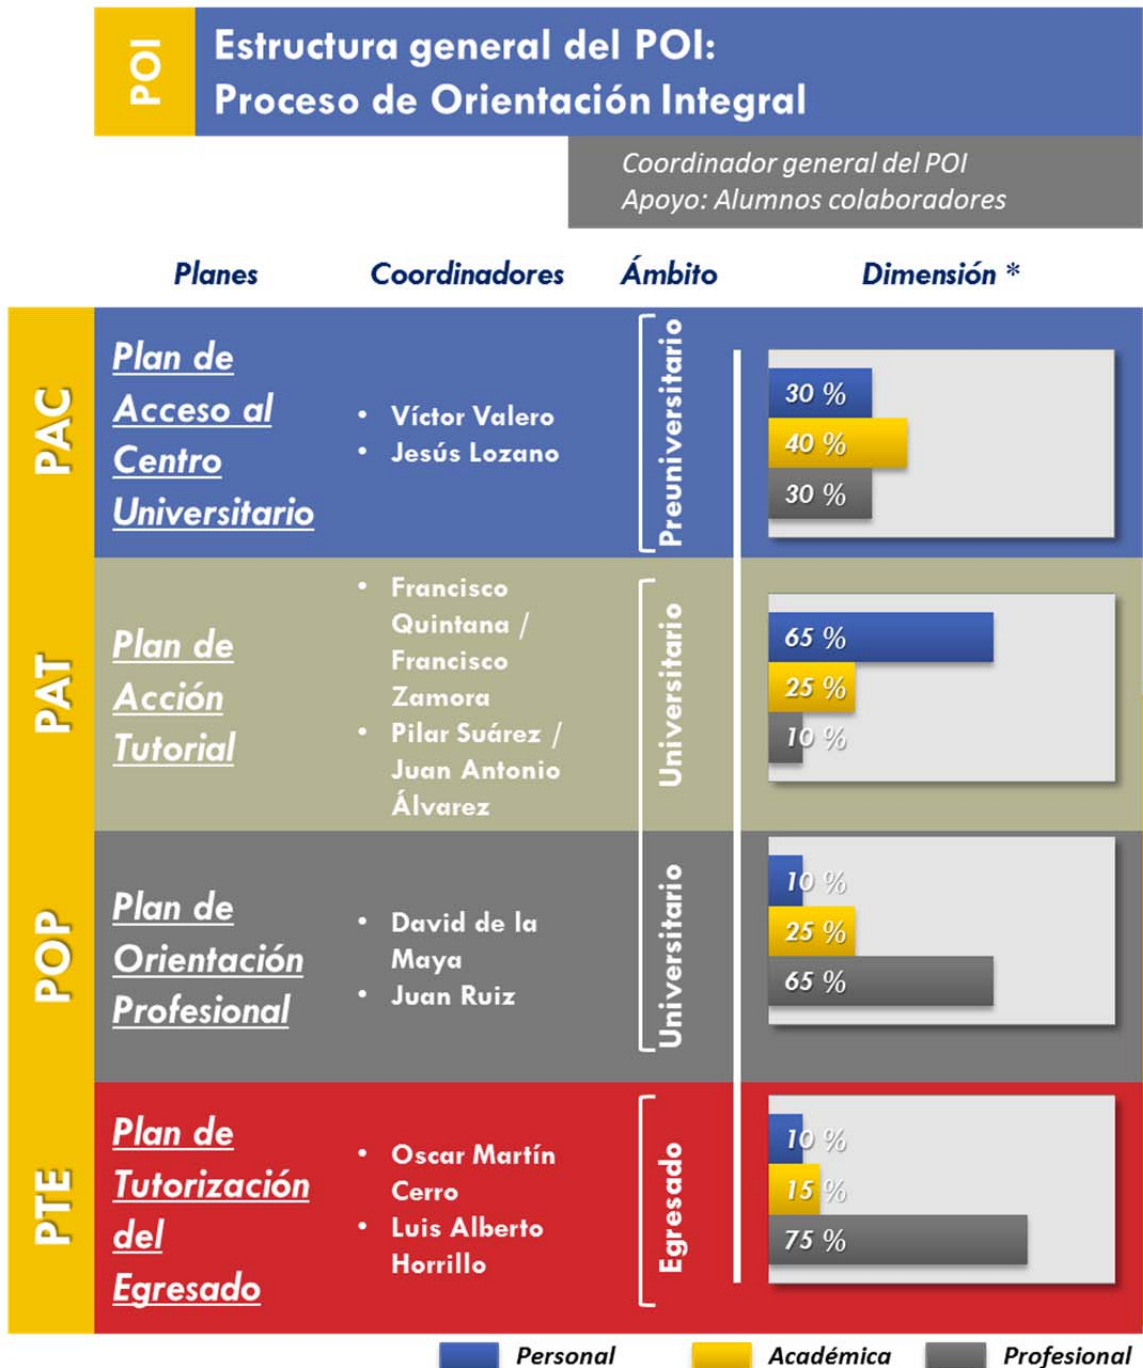 POI
Estructura general del POI:
Proceso de Orientación Integral
Coordinador general del POI
Apoyo: Alumnos colaboradores
Planes
Coordinadores
Ámbito
Dimensión *
PAC
Plan de
Acceso al
Centro
Universitario
• Víctor Valero
• Jesús Lozano
Preuniversitario
30 %
40 %
30 %
PAT
Plan de
Acción
Tutorial
• Francisco
Quintana /
Francisco
Zamora
• Pilar Suárez /
Juan Antonio
Álvarez
Universitario
65 %
25 %
10 %
POP
Plan de
Orientación
Profesional
• David de la
Maya
• Juan Ruiz
Universitario
10 %
25 %
65 %
PTE
Plan de
Tutorización
del
Egresado
• Oscar Martín
Cerro
• Luis Alberto
Horrillo
Egresado
10 %
15 %
75 %
Personal
Académica
Profesional